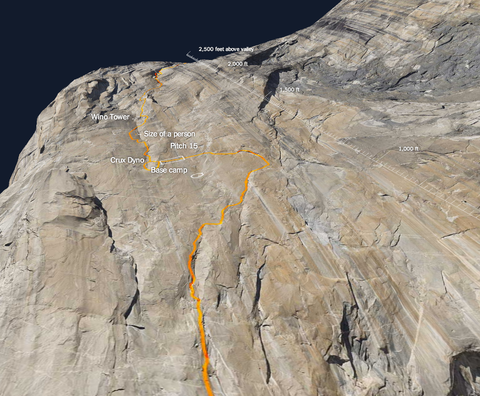 2,500 feet above valley
2,000 ft
1,500 ft
1,000 ft
Wino Tower
Size of a person
Pitch 15
Crux Dyno
Base camp